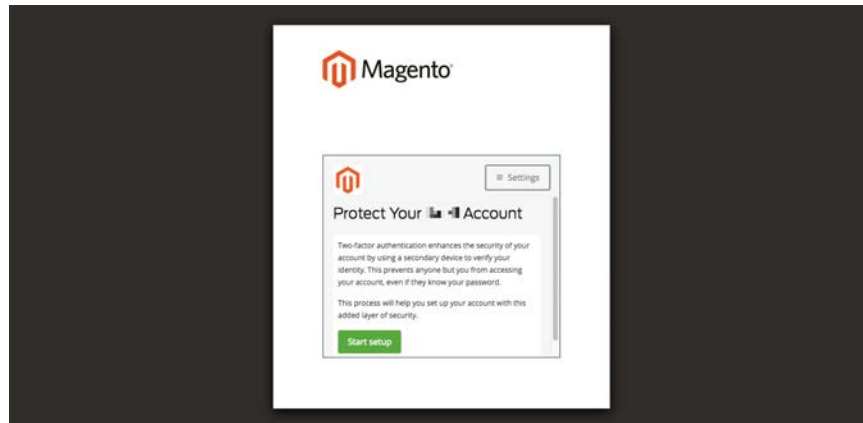 Magento
Settings
Protect Your Account
Two-factor authentication enhances the security of your
account by using a secondary device to verify your
identity. This prevents anyone but you from accessing
your account, even if they know your password.
This process will help you set up your account with this
added layer of security.
Start setup